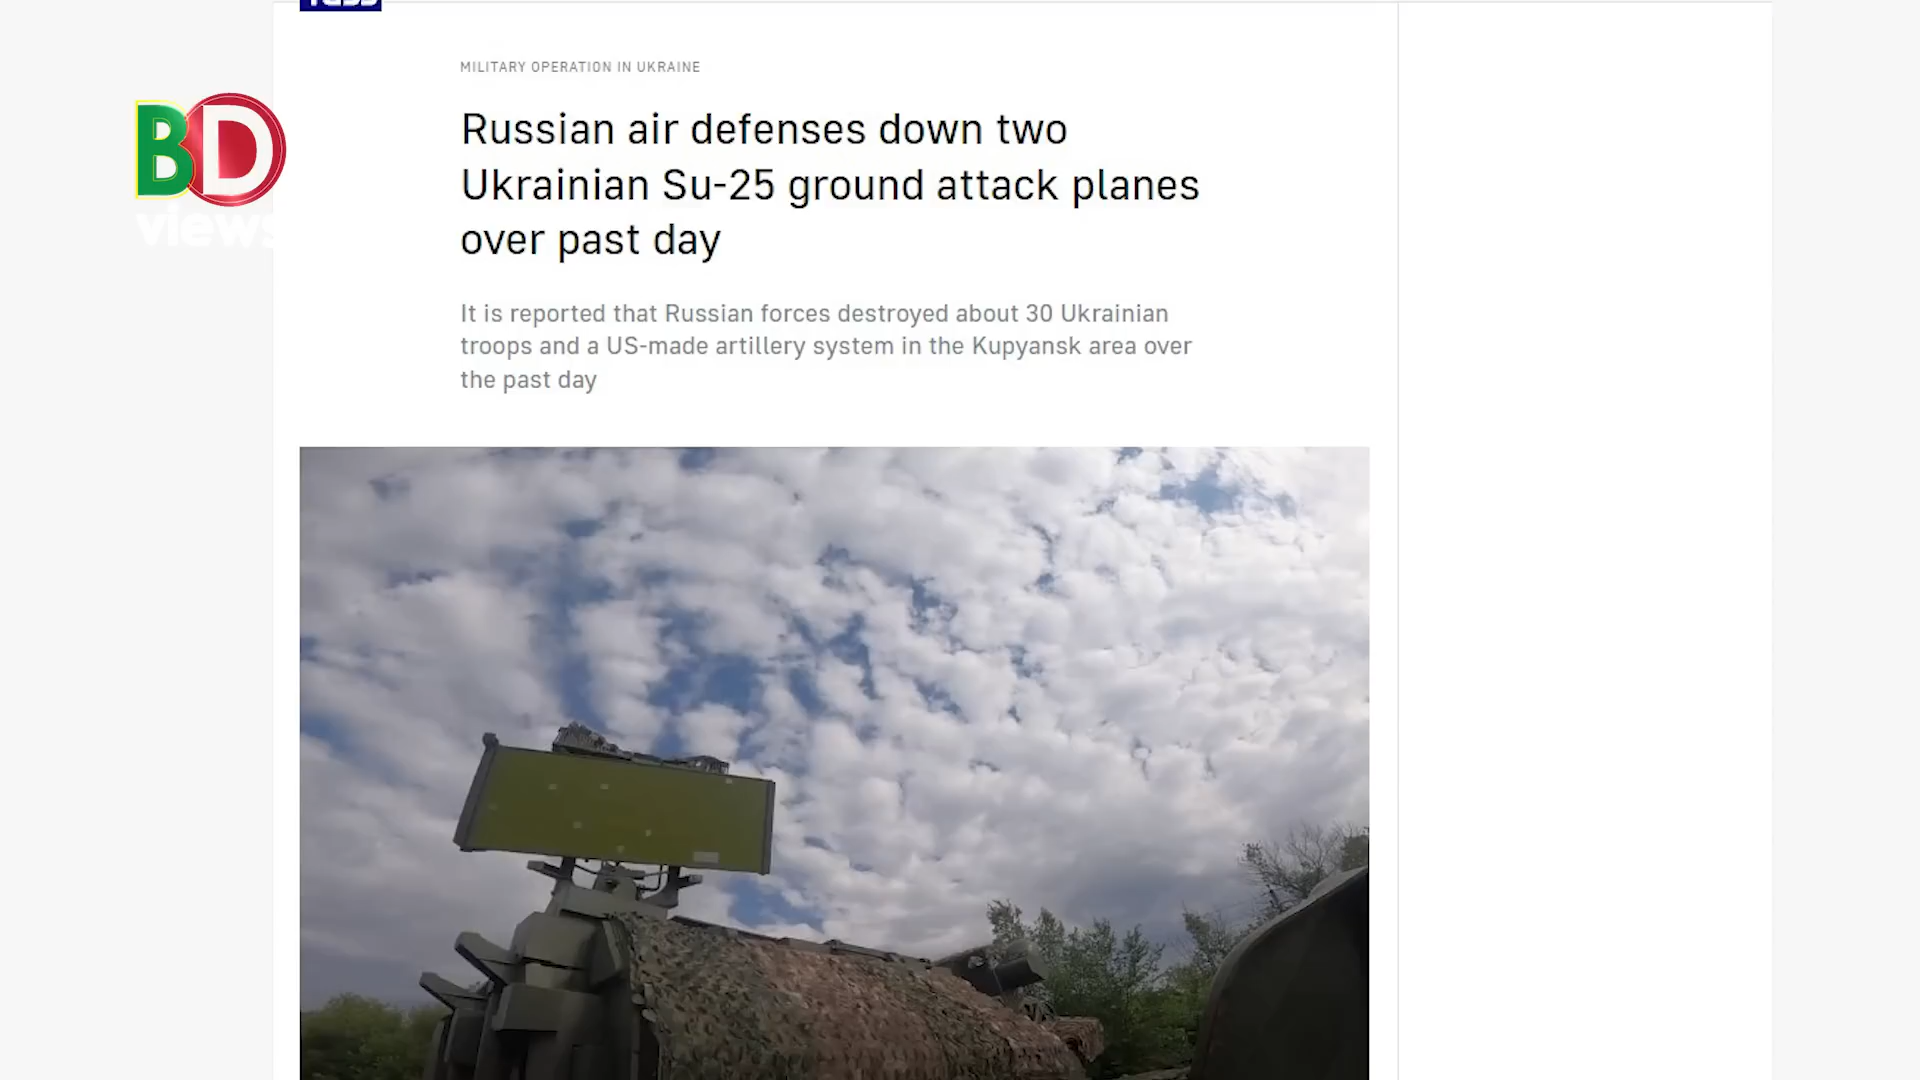 MILITARY OPERATION IN UKRAINE
Russian air defenses down two
Ukrainian Su-25 ground attack planes
over past day
It is reported that Russian forces destroyed about 30 Ukrainian
troops and a US-made artillery system in the Kupyansk area over
the past day
BD
views